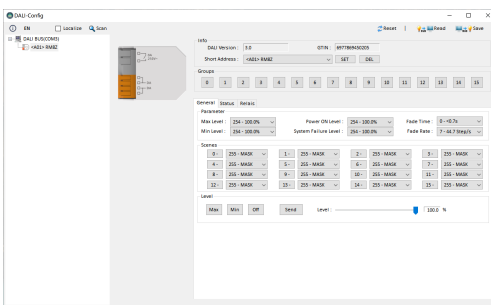 DALI-Config
EN Localize Scan Reset Read Save
DALI BUS(COM3)
<A01> RMBZ
Info
DALI Version : 3.0 GTIN : 6977869450205
Short Address : <A01> RMBZ SET DEL
Groups
0 1 2 3 4 5 6 7 8 9 10 11 12 13 14 15
General Status Relais
Parameter
Max Level : 254 - 100.0% Power ON Level : 254 - 100.0% Fade Time : 0 - <0.7s
Min Level : 254 - 100.0% System Failure Level : 254 - 100.0% Fade Rate : 7 - 44.7 Step/s
Scenes
0 - 255 - MASK 1 - 255 - MASK 2 - 255 - MASK 3 - 255 - MASK
4 - 255 - MASK 5 - 255 - MASK 6 - 255 - MASK 7 - 255 - MASK
8 - 255 - MASK 9 - 255 - MASK 10 - 255 - MASK 11 - 255 - MASK
12 - 255 - MASK 13 - 255 - MASK 14 - 255 - MASK 15 - 255 - MASK
Level
Max Min Off Send Level : 100.0 %